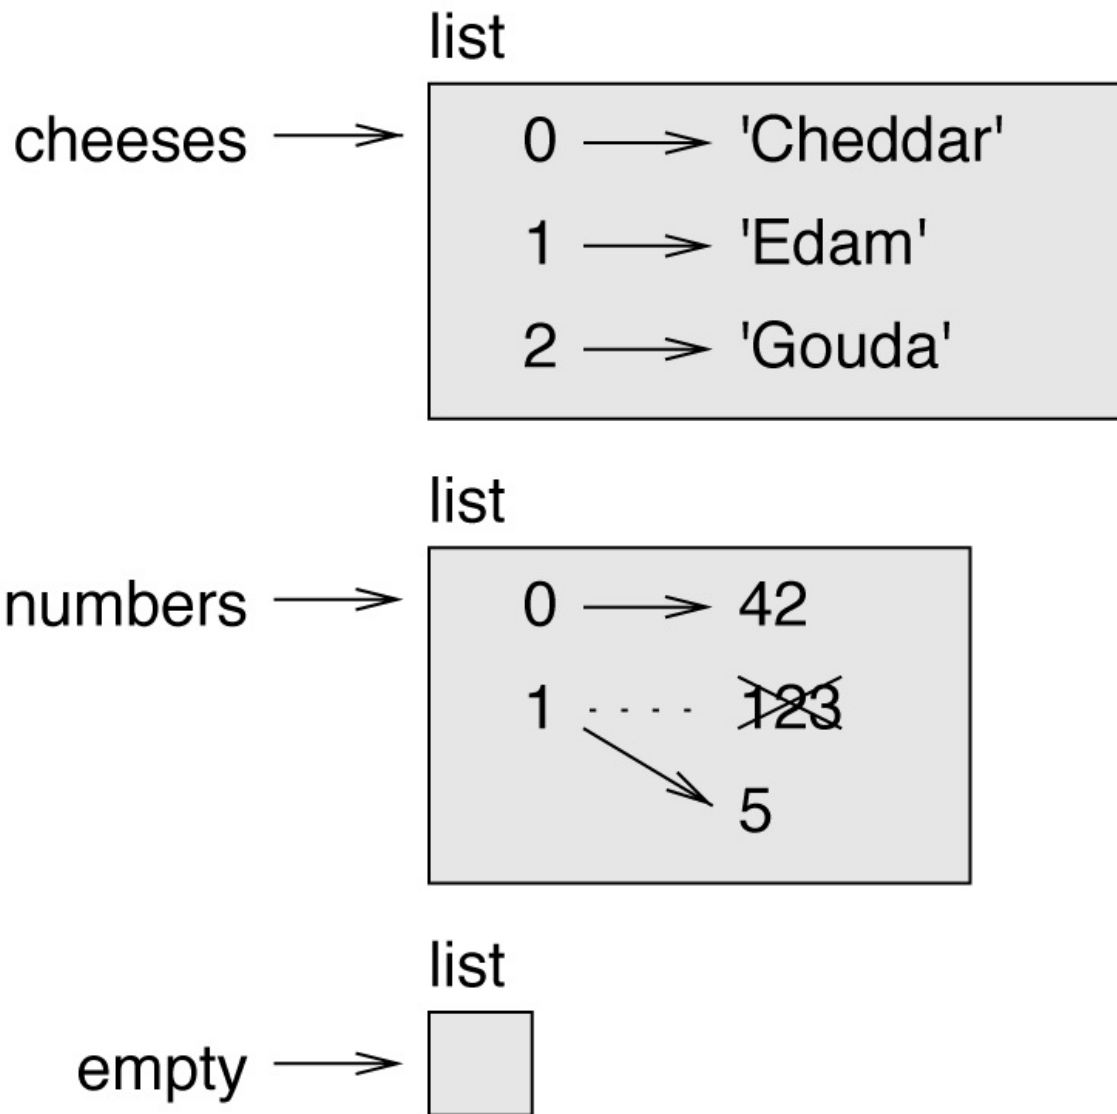 list
cheeses 0 'Cheddar'
1 'Edam'
2 'Gouda'
list
numbers 0 42
1 123
5
list
empty